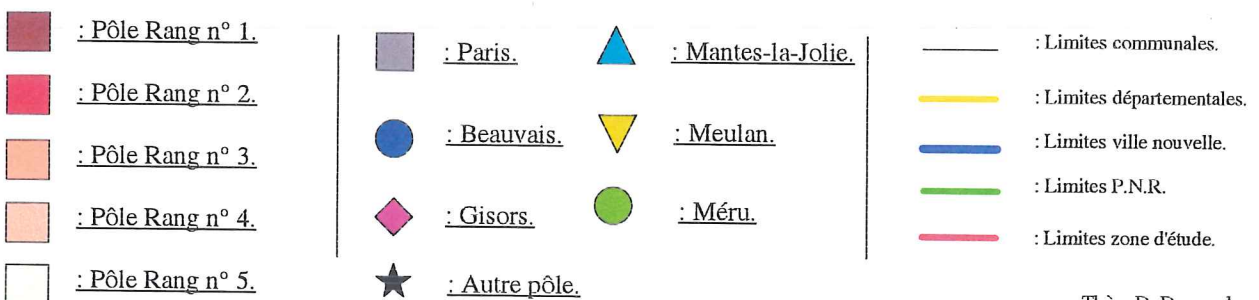 : Pôle Rang n° 1.
: Pôle Rang n° 2.
: Pôle Rang n° 3.
: Pôle Rang n° 4.
: Pôle Rang n° 5.
: Paris.
: Beauvais.
: Gisors.
: Autre pôle.
: Mantes-la-Jolie.
: Meulan.
: Méru.
: Limites communales.
: Limites départementales.
: Limites ville nouvelle.
: Limites P.N.R.
: Limites zone d'étude.